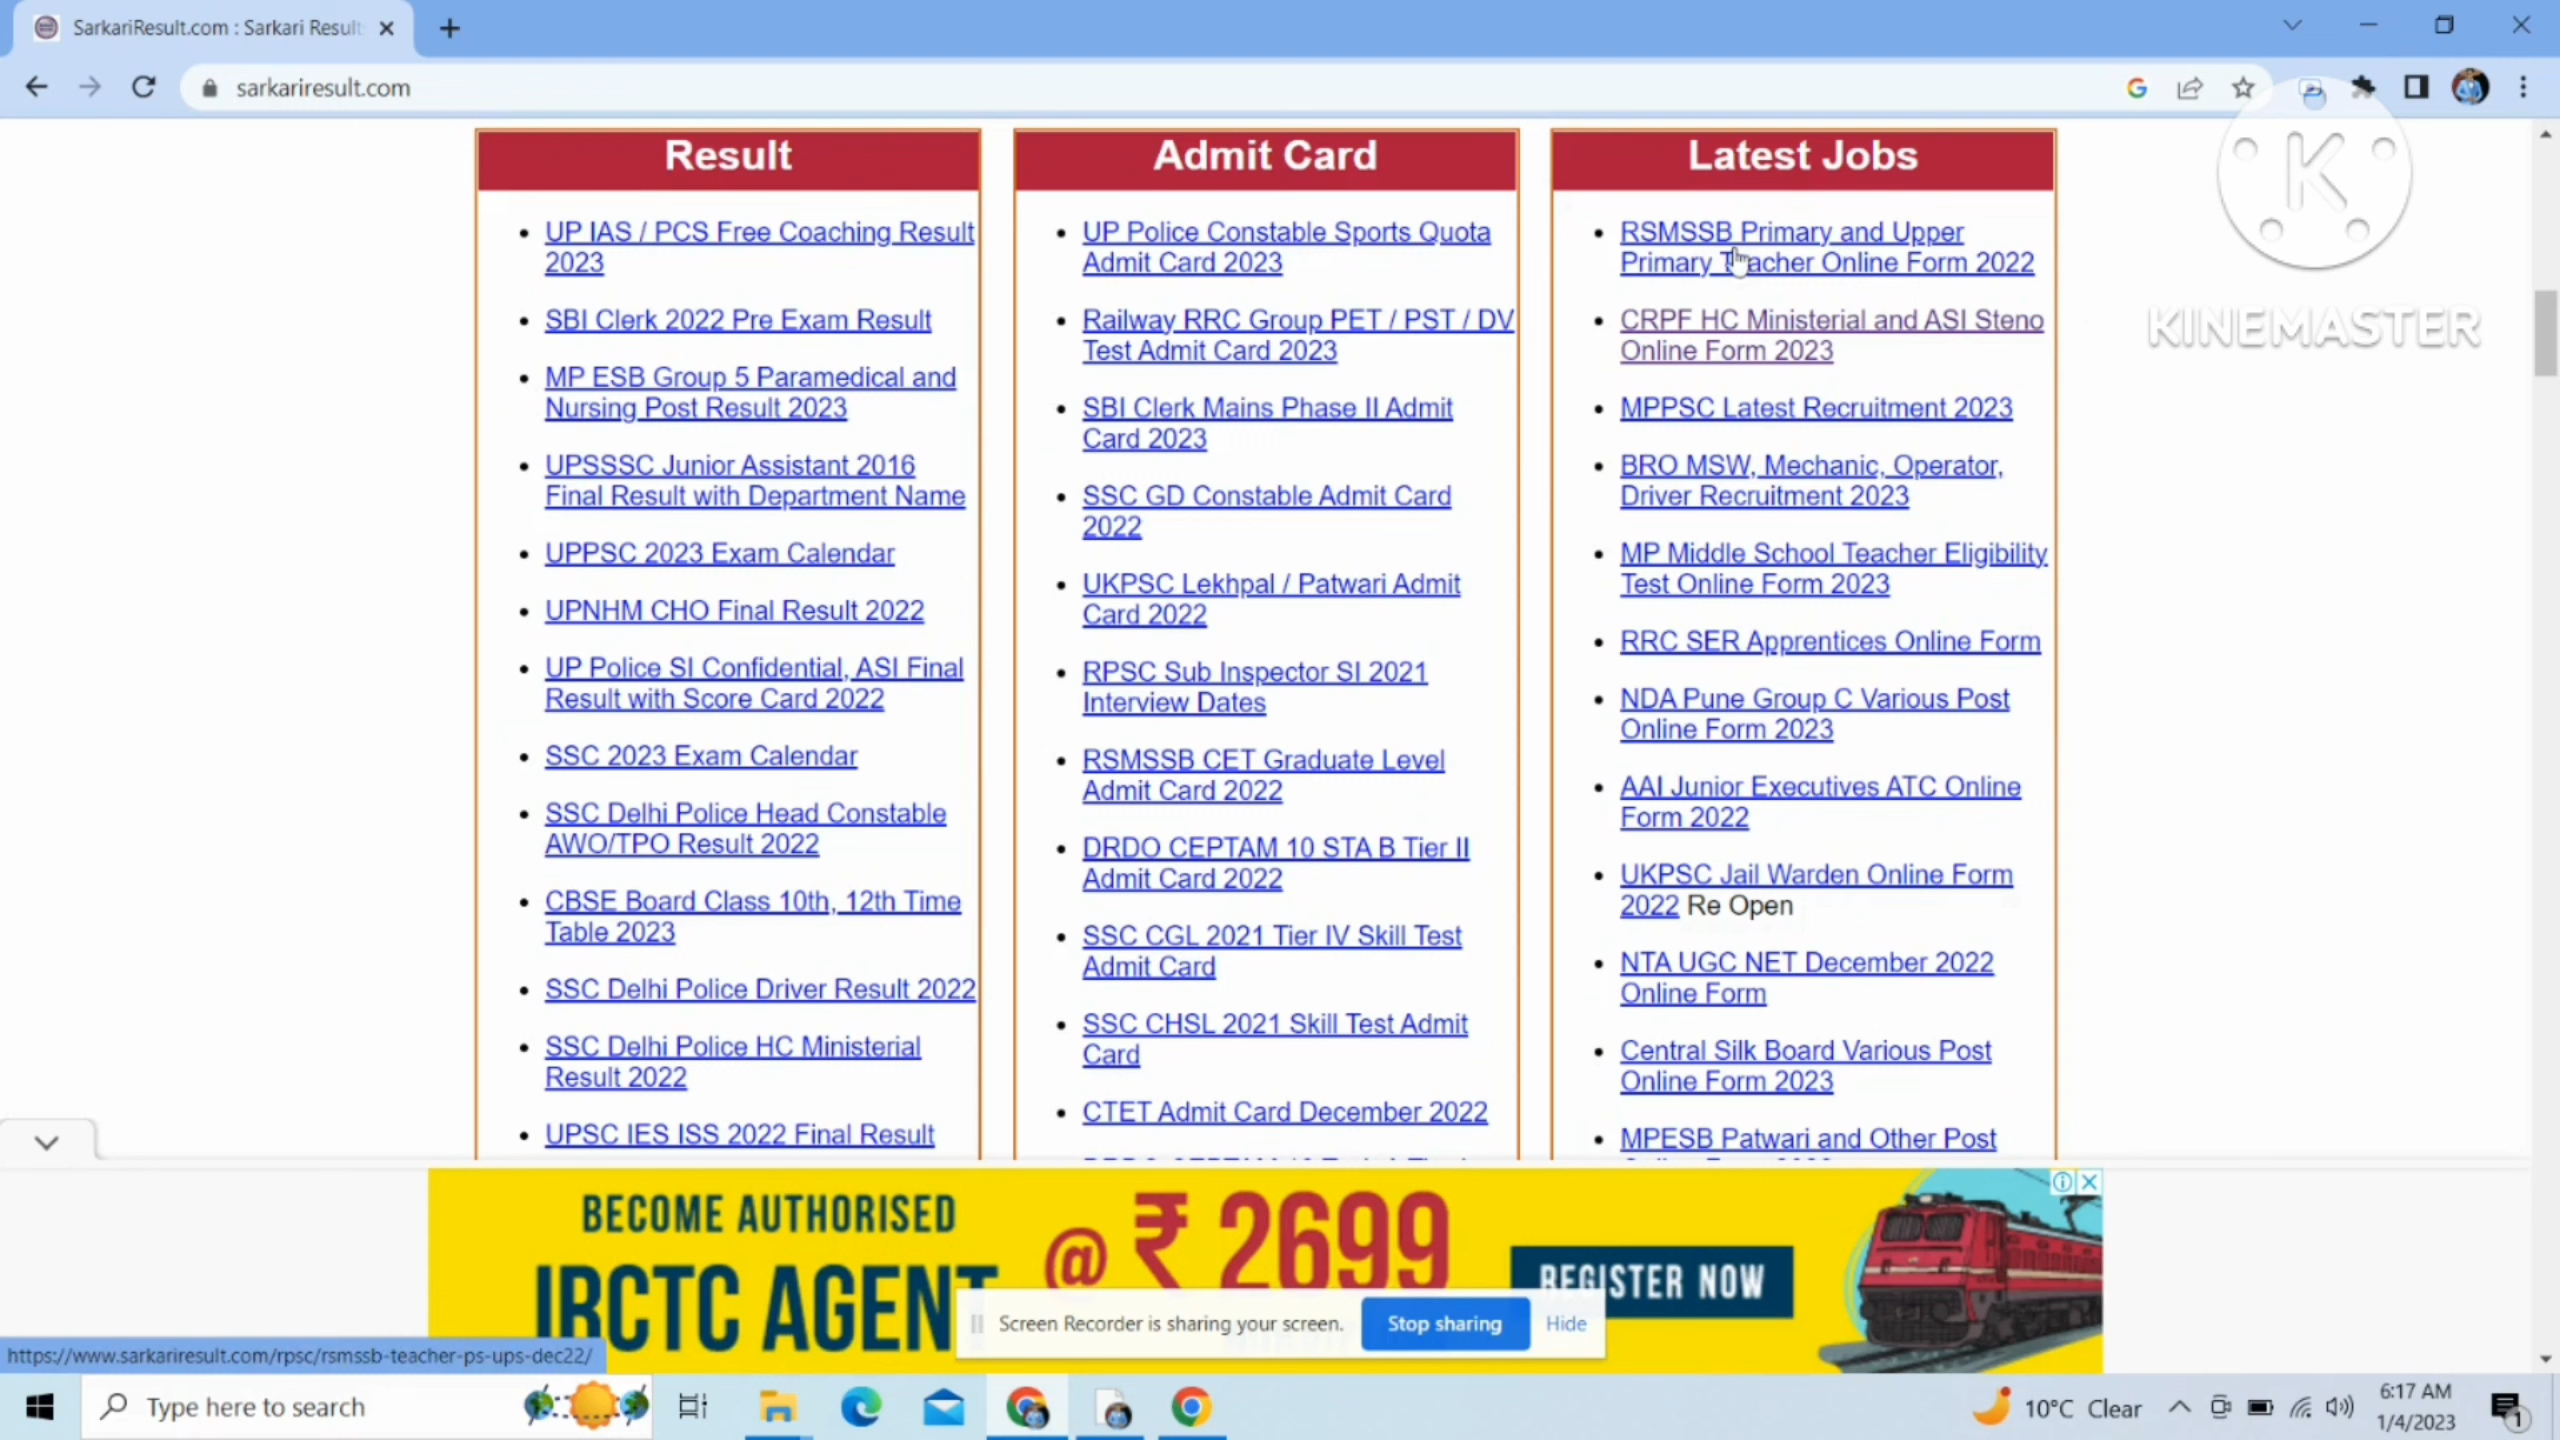 SarkariResult.com : Sarkari Result
sarkariresult.com
Result
UP IAS / PCS Free Coaching Result
2023
SBI Clerk 2022 Pre Exam Result
MP ESB Group 5 Paramedical and
Nursing Post Result 2023
UPSSSC Junior Assistant 2016
Final Result with Department Name
UPPSC 2023 Exam Calendar
UPNHM CHO Final Result 2022
UP Police SI Confidential, ASI Final
Result with Score Card 2022
SSC 2023 Exam Calendar
SSC Delhi Police Head Constable
AWO/TPO Result 2022
CBSE Board Class 10th, 12th Time
Table 2023
SSC Delhi Police Driver Result 2022
SSC Delhi Police HC Ministerial
Result 2022
UPSC IES ISS 2022 Final Result
Admit Card
UP Police Constable Sports Quota
Admit Card 2023
Railway RRC Group PET / PST / DV
Test Admit Card 2023
SBI Clerk Mains Phase II Admit
Card 2023
SSC GD Constable Admit Card
2022
UKPSC Lekhpal / Patwari Admit
Card 2022
RPSC Sub Inspector SI 2021
Interview Dates
RSMSSB CET Graduate Level
Admit Card 2022
DRDO CEPTAM 10 STA B Tier II
Admit Card 2022
SSC CGL 2021 Tier IV Skill Test
Admit Card
SSC CHSL 2021 Skill Test Admit
Card
CTET Admit Card December 2022
Latest Jobs
RSMSSB Primary and Upper
Primary Teacher Online Form 2022
CRPF HC Ministerial and ASI Steno
Online Form 2023
MPPSC Latest Recruitment 2023
BRO MSW, Mechanic, Operator,
Driver Recruitment 2023
MP Middle School Teacher Eligibility
Test Online Form 2023
RRC SER Apprentices Online Form
NDA Pune Group C Various Post
Online Form 2023
AAI Junior Executives ATC Online
Form 2022
UKPSC Jail Warden Online Form
2022 Re Open
NTA UGC NET December 2022
Online Form
Central Silk Board Various Post
Online Form 2023
MPESB Patwari and Other Post
K
KINEMASTER
BECOME AUTHORISED
IRCTC AGENT
@ ₹ 2699
REGISTER NOW
Screen Recorder is sharing your screen.
Stop sharing
Hide
https://www.sarkariresult.com/rpsc/rsmssb-teacher-ps-ups-dec22/
Type here to search
10°C Clear
6:17 AM
1/4/2023
1